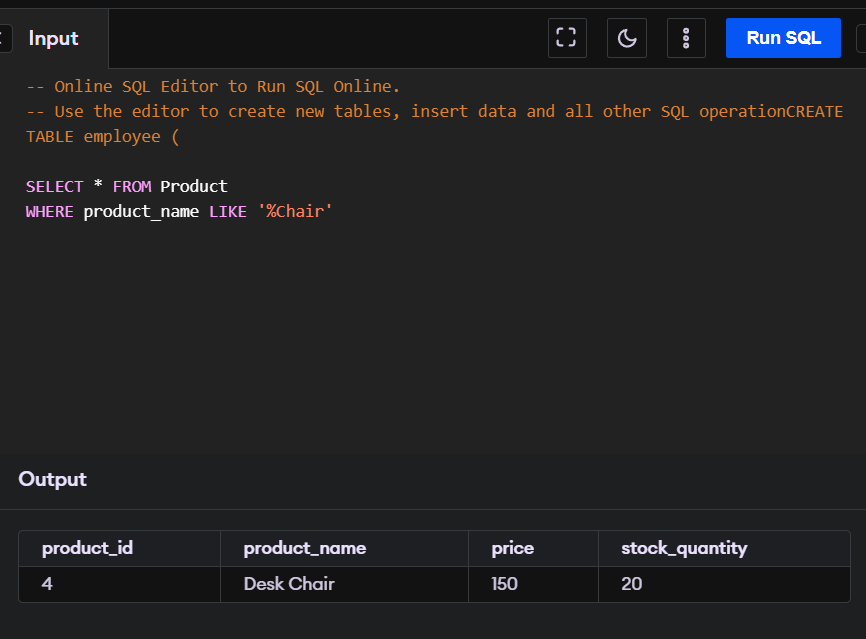 Input
Run SQL
-- Online SQL Editor to Run SQL Online.
-- Use the editor to create new tables, insert data and all other SQL operationCREATE
TABLE employee (
SELECT * FROM Product
WHERE product_name LIKE '%Chair'
Output
product_id product_name price stock_quantity
4 Desk Chair 150 20